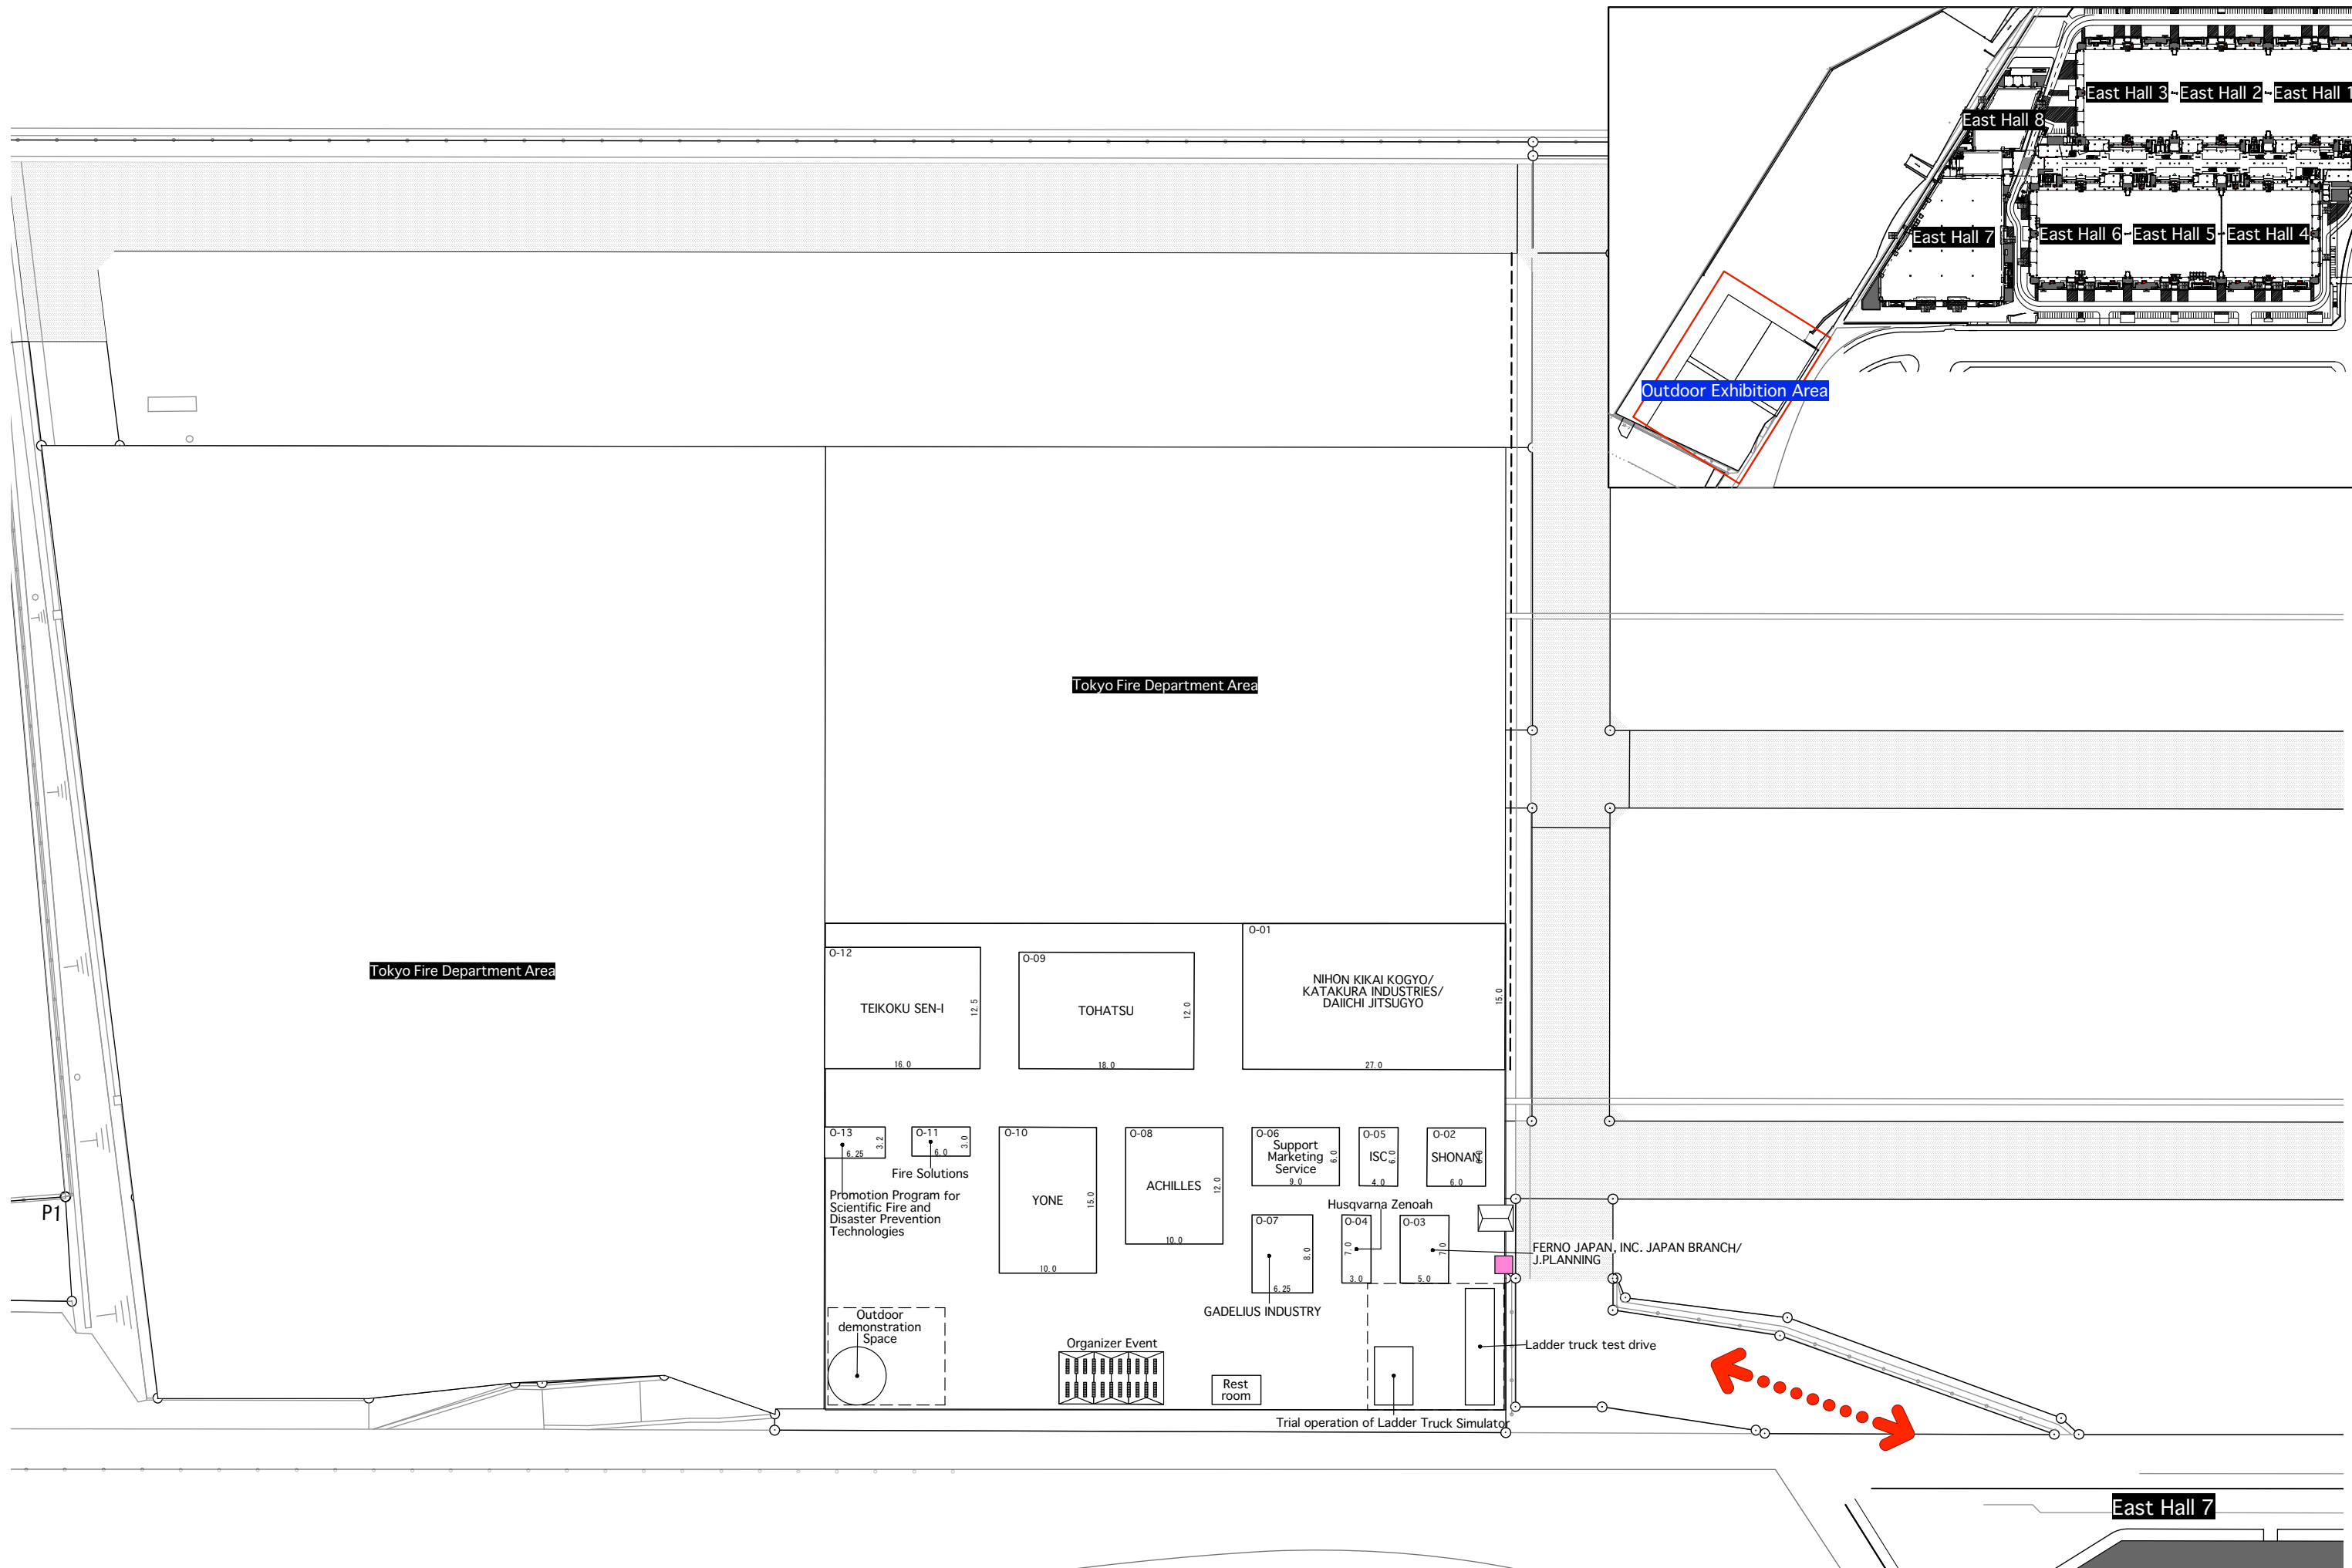 East Hall 3
East Hall 2
East Hall 1
East Hall 8
East Hall 7
East Hall 6
East Hall 5
East Hall 4
Outdoor Exhibition Area
Tokyo Fire Department Area
Tokyo Fire Department Area
O-12
TEIKOKU SEN-I
12.5
16.0
O-09
TOHATSU
12.0
18.0
O-01
NIHON KIKAI KOGYO/
KATAKURA INDUSTRIES/
DAIICHI JITSUGYO
15.0
27.0
O-13
3.2
6.25
Promotion Program for
Scientific Fire and
Disaster Prevention
Technologies
O-11
3.0
6.0
Fire Solutions
O-10
YONE
15.0
10.0
O-08
ACHILLES
12.0
10.0
O-06
Support
Marketing
Service
6.0
9.0
O-05
ISC
6.0
4.0
O-02
SHONAN
6.0
6.0
Husqvarna Zenoah
O-07
8.0
6.25
GADELIUS INDUSTRY
O-04
7.0
3.0
O-03
7.0
5.0
FERNO JAPAN, INC. JAPAN BRANCH/
J.PLANNING
P1
Outdoor
demonstration
Space
Organizer Event
Rest
room
Ladder truck test drive
Trial operation of Ladder Truck Simulator
East Hall 7